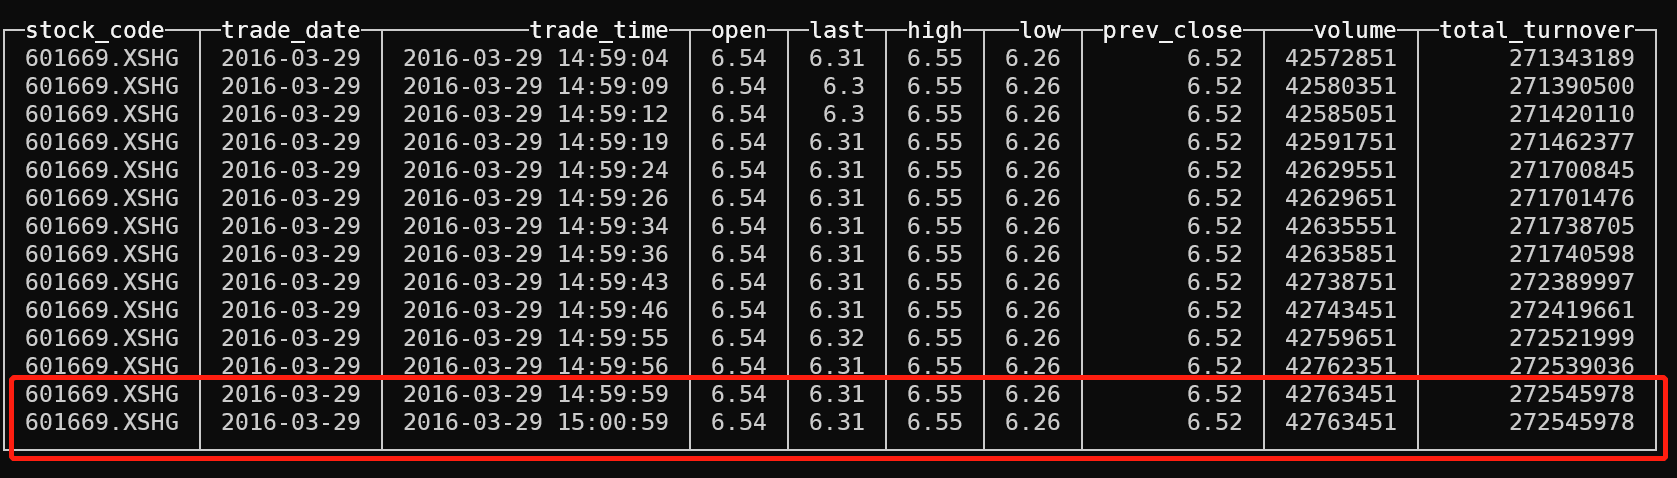 stock_code trade_date trade_time open last high low prev_close volume total_turnover
601669.XSHG 2016-03-29 2016-03-29 14:59:04 6.54 6.31 6.55 6.26 6.52 42572851 271343189
601669.XSHG 2016-03-29 2016-03-29 14:59:09 6.54 6.3 6.55 6.26 6.52 42580351 271390500
601669.XSHG 2016-03-29 2016-03-29 14:59:12 6.54 6.3 6.55 6.26 6.52 42585051 271420110
601669.XSHG 2016-03-29 2016-03-29 14:59:19 6.54 6.31 6.55 6.26 6.52 42591751 271462377
601669.XSHG 2016-03-29 2016-03-29 14:59:24 6.54 6.31 6.55 6.26 6.52 42629551 271700845
601669.XSHG 2016-03-29 2016-03-29 14:59:26 6.54 6.31 6.55 6.26 6.52 42629651 271701476
601669.XSHG 2016-03-29 2016-03-29 14:59:34 6.54 6.31 6.55 6.26 6.52 42635551 271738705
601669.XSHG 2016-03-29 2016-03-29 14:59:36 6.54 6.31 6.55 6.26 6.52 42635851 271740598
601669.XSHG 2016-03-29 2016-03-29 14:59:43 6.54 6.31 6.55 6.26 6.52 42738751 272389997
601669.XSHG 2016-03-29 2016-03-29 14:59:46 6.54 6.31 6.55 6.26 6.52 42743451 272419661
601669.XSHG 2016-03-29 2016-03-29 14:59:55 6.54 6.32 6.55 6.26 6.52 42759651 272521999
601669.XSHG 2016-03-29 2016-03-29 14:59:56 6.54 6.31 6.55 6.26 6.52 42762351 272539036
601669.XSHG 2016-03-29 2016-03-29 14:59:59 6.54 6.31 6.55 6.26 6.52 42763451 272545978
601669.XSHG 2016-03-29 2016-03-29 15:00:59 6.54 6.31 6.55 6.26 6.52 42763451 272545978